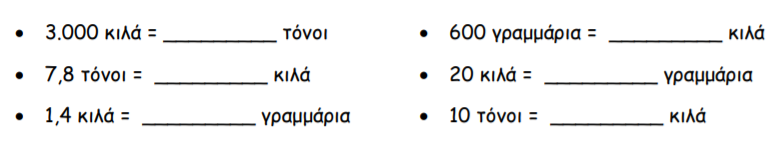 • 3.000 κιλά = __________ τόνοι
• 7,8 τόνοι = __________ κιλά
• 1,4 κιλά = __________ γραμμάρια
• 600 γραμμάρια = __________ κιλά
• 20 κιλά = __________ γραμμάρια
• 10 τόνοι = __________ κιλά